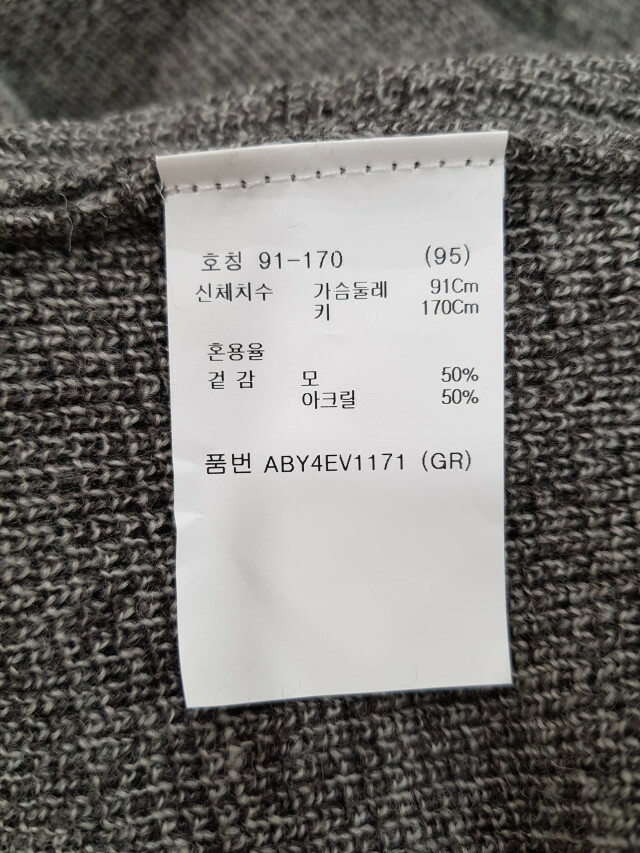 호칭 91-170 (95)
신체치수 가슴둘레 91Cm
키 170Cm
혼용율
겉 감 모 50%
아크릴 50%
품번 ABY4EV1171 (GR)